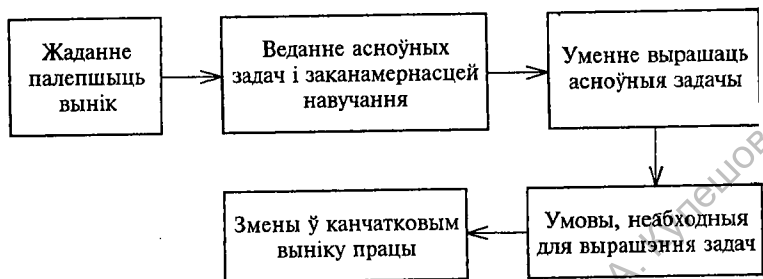 Жаданне
палепшыць
вынік
Веданне асноўных
задач і заканамернасцей
навучання
Уменне вырашаць
асноўныя задачы
Умовы, неабходныя
для вырашэння задач
Змены ў канчатковым
выніку працы
А. Кулешов